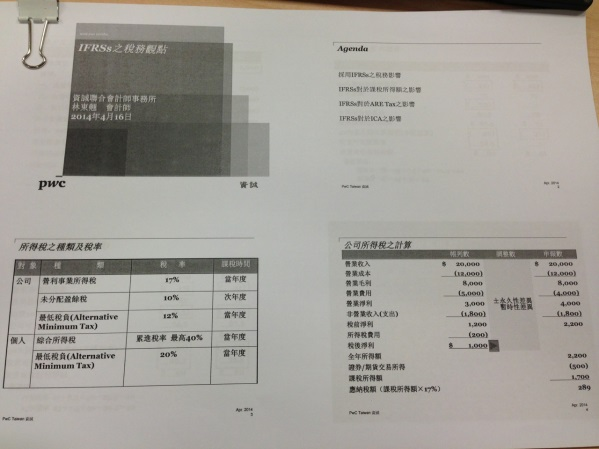 IFRSs之稅務觀點
資誠聯合會計師事務所
會計師
2014年4月16日
pwc
資誠
Agenda
採用IFRSs之稅務影響
IFRSs對於課稅所得額之影響
IFRSs對於ARE Tax之影響
IFRSs對於ICA之影響
PwC Taiwan 資誠
Apr. 2014
所得稅之種類及稅率
對 象 種 類 稅 率 課稅時間
公司 營利事業所得稅 17% 當年度
未分配盈餘稅 10% 次年度
最低稅負(Alternative Minimum Tax) 12% 當年度
個人 綜合所得稅 累進稅率 最高40% 當年度
最低稅負(Alternative Minimum Tax) 20% 當年度
PwC Taiwan 資誠
Apr. 2014
3
公司所得稅之計算
帳列數 調整數 所報數
營業收入 $ 20,000 $ 20,000
營業成本 (12,000) (12,000)
營業毛利 8,000 8,000
營業費用 (5,000) (4,000)
營業淨利 3,000 ±永久性差異 4,000
非營業收入(支出) (1,800) 暫時性差異 (1,800)
稅前淨利 1,200 2,200
所得稅費用 (200)
稅後淨利 $ 1,000
全年所得額 2,200
證券/期貨交易所得 (500)
課稅所得額 1,700
應納稅額（課稅所得額×17%） 289
PwC Taiwan 資誠
Apr. 2014
4